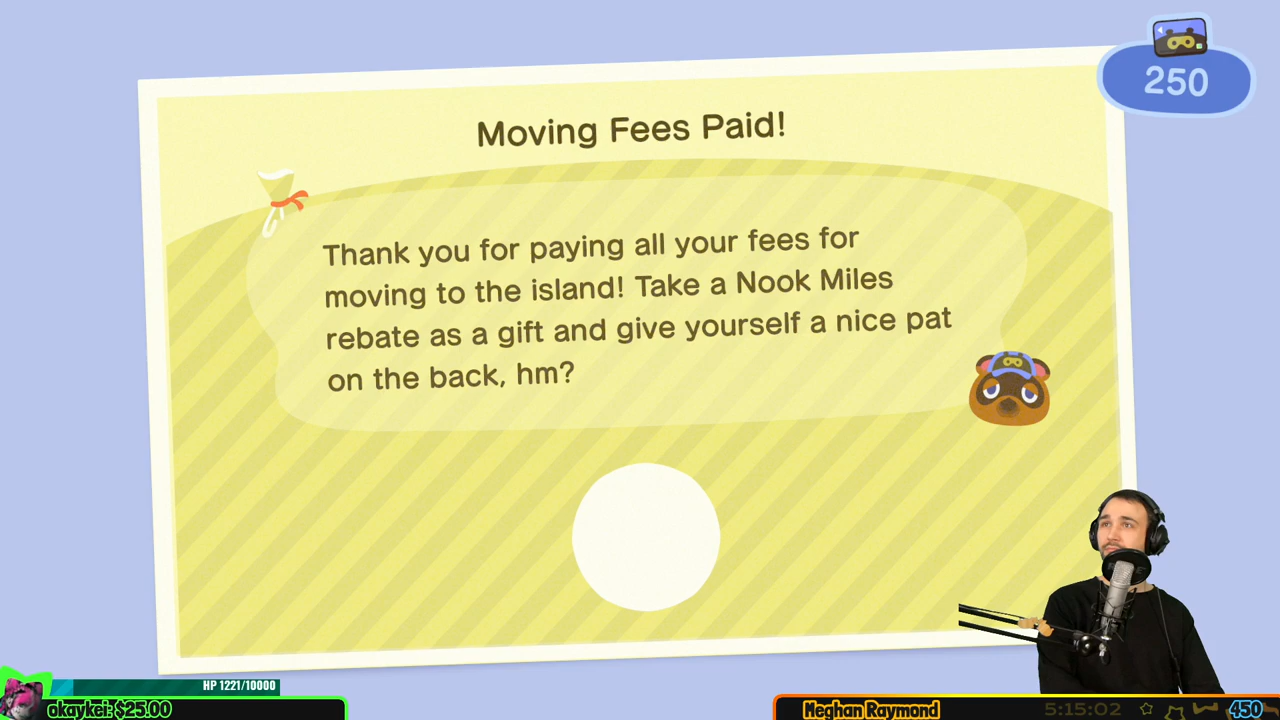 250
Moving Fees Paid!
Thank you for paying all your fees for
moving to the island! Take a Nook Miles
rebate as a gift and give yourself a nice pat
on the back, hm?
HP 1221/10000
okaykei: $25.00
Meghan Raymond
5:15:02
450